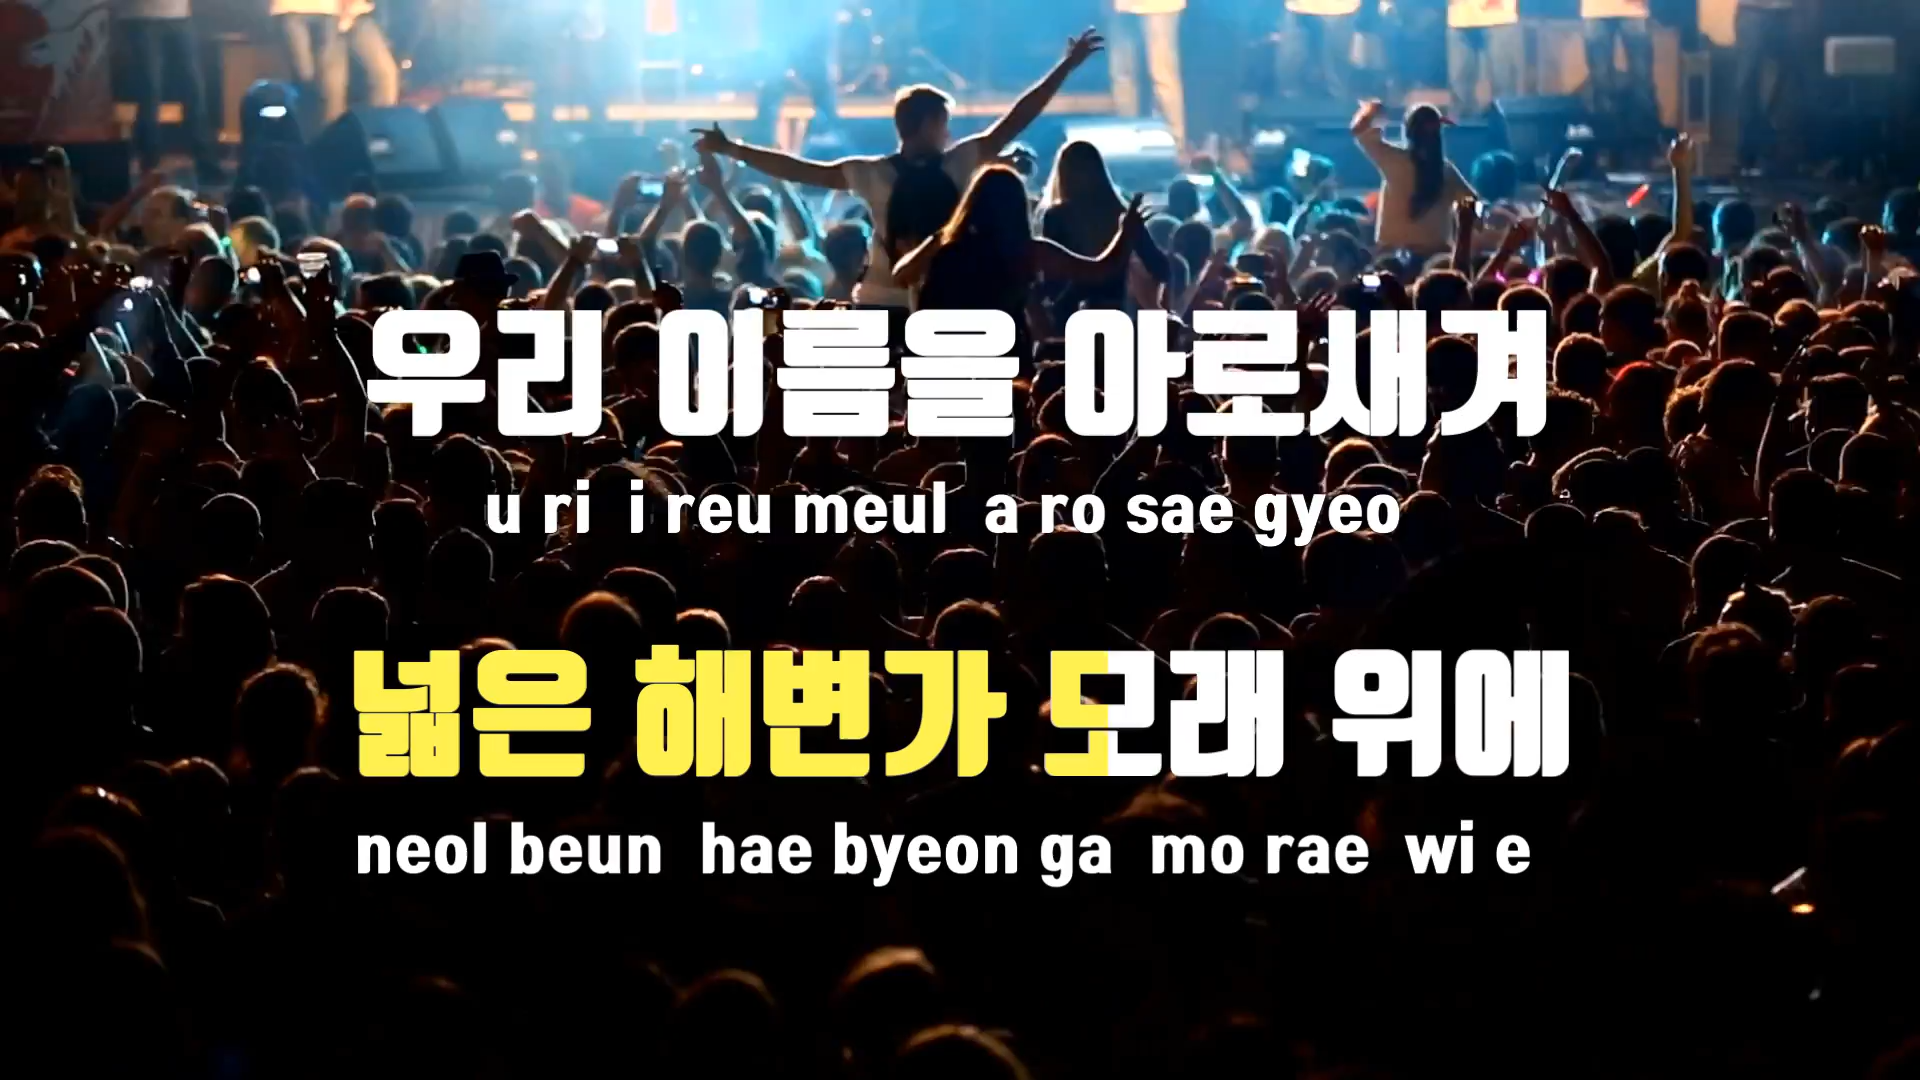 우리 이름을 아로새겨
u ri i reu meul a ro sae gyeo
넓은 해변가 모래 위에
neol beun hae byeon ga mo rae wi e